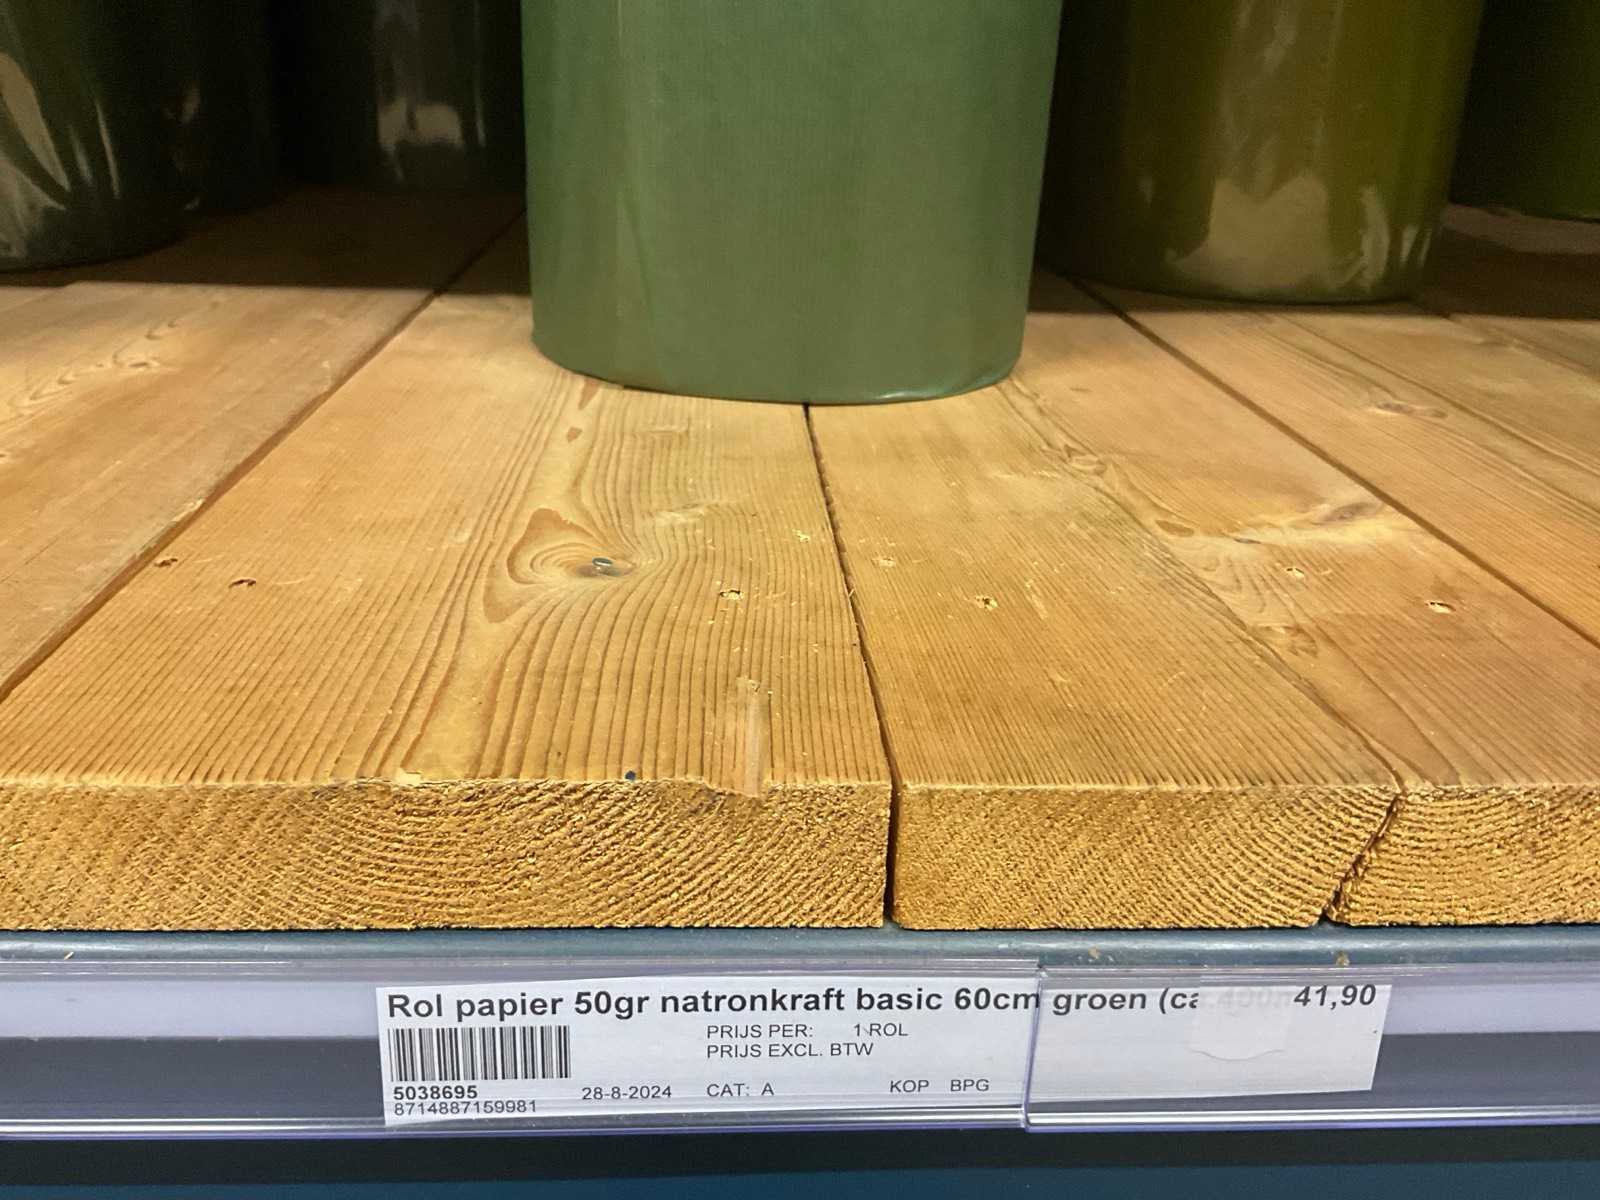 Rol papier 50gr natronkraft basic 60cm groen (ca 41,90
PRIJS PER: 1 ROL
PRIJS EXCL. BTW
5038695 28-8-2024 CAT: A KOP BPG
8714887159981